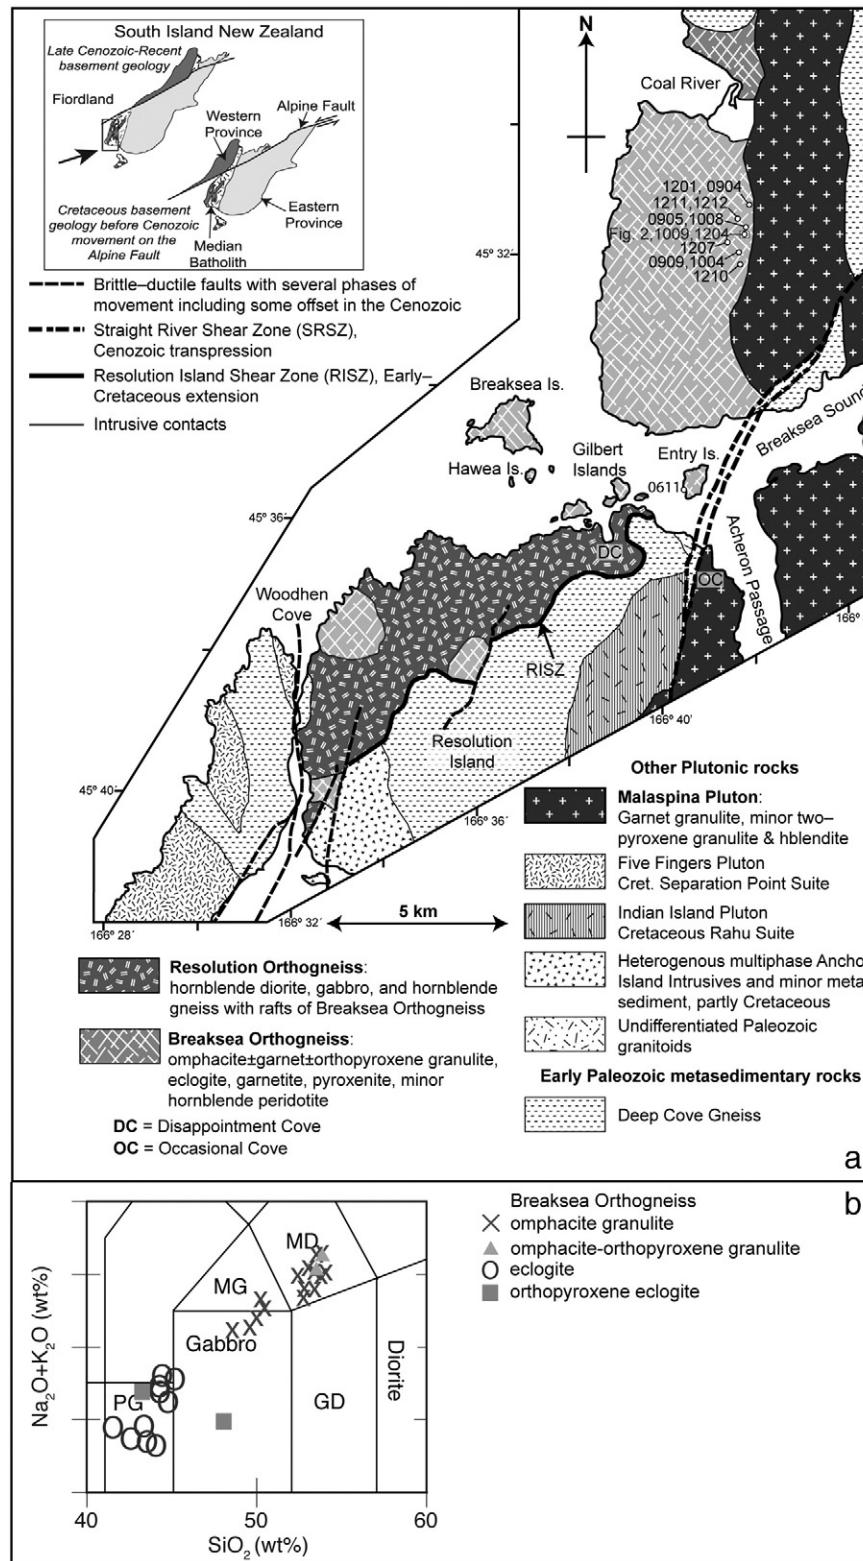 South Island New Zealand
Late Cenozoic-Recent
basement geology
Fiordland
Western
Province
Alpine Fault
Cretaceous basement
geology before Cenozoic
movement on the
Alpine Fault
Median
Batholith
Eastern
Province
Brittle–ductile faults with several phases of
movement including some offset in the Cenozoic
Straight River Shear Zone (SRSZ),
Cenozoic transpression
Resolution Island Shear Zone (RISZ), Early–
Cretaceous extension
Intrusive contacts
N
Coal River
1201, 0904
1211,1212
0905, 1008
Fig. 2,1009, 1204
1207
0909, 1004
1210
45º 32´
Breaksea Is.
Hawea Is.
Gilbert
Islands
Entry Is.
0611
Breaksea Sound
Acheron Passage
45º 36´
DC
OC
166º
Woodhen
Cove
RISZ
166º 40´
Resolution
Island
45º 40´
166º 36´
166º 32´
166º 28´
5 km
Other Plutonic rocks
Malaspina Pluton:
Garnet granulite, minor two–
pyroxene granulite & hblendite
Five Fingers Pluton
Cret. Separation Point Suite
Indian Island Pluton
Cretaceous Rahu Suite
Heterogenous multiphase Ancho
Island Intrusives and minor meta
sediment, partly Cretaceous
Undifferentiated Paleozoic
granitoids
Early Paleozoic metasedimentary rocks
Deep Cove Gneiss
Resolution Orthogneiss:
hornblende diorite, gabbro, and hornblende
gneiss with rafts of Breaksea Orthogneiss
Breaksea Orthogneiss:
omphacite±garnet±orthopyroxene granulite,
eclogite, garnetite, pyroxenite, minor
hornblende peridotite
DC = Disappointment Cove
OC = Occasional Cove
a
b
Breaksea Orthogneiss
omphacite granulite
omphacite-orthopyroxene granulite
eclogite
orthopyroxene eclogite
MD
MG
Gabbro
PG
GD
Diorite
Na₂O+K₂O (wt%)
40
50
60
SiO₂ (wt%)